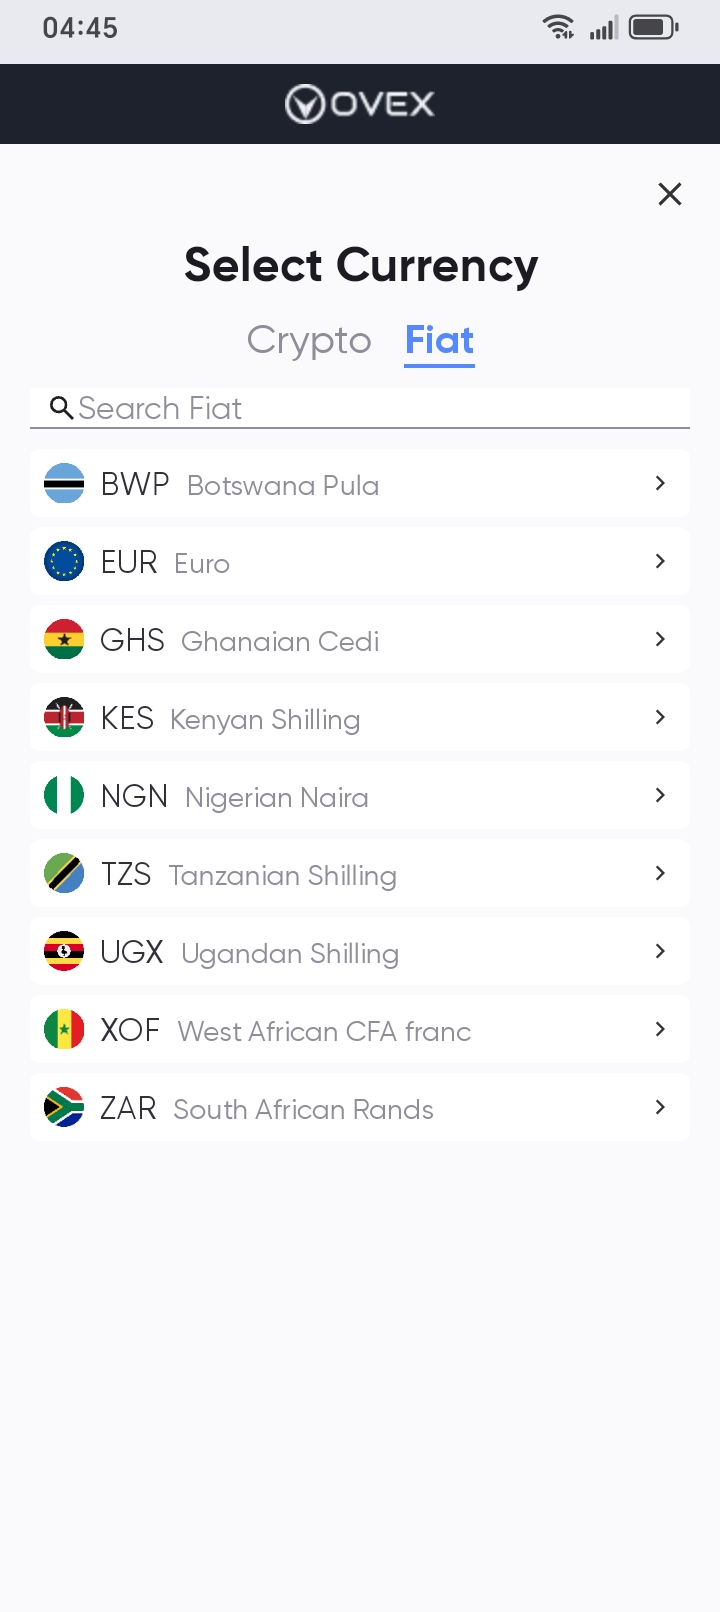 04:45
OVEX
Select Currency
Crypto Fiat
Search Fiat
BWP Botswana Pula
EUR Euro
GHS Ghanaian Cedi
KES Kenyan Shilling
NGN Nigerian Naira
TZS Tanzanian Shilling
UGX Ugandan Shilling
XOF West African CFA franc
ZAR South African Rands